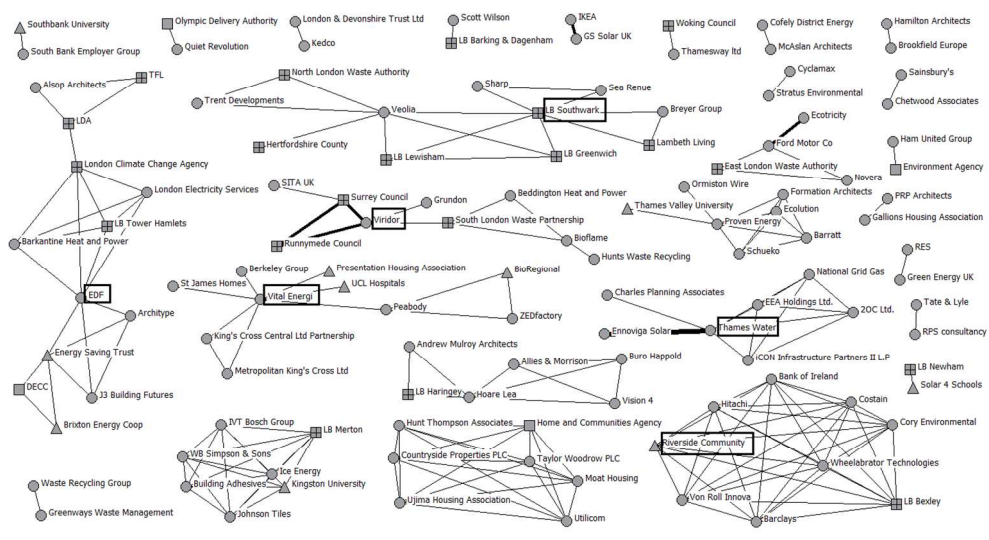 Southbank University
South Bank Employer Group
Olympic Delivery Authority
Quiet Revolution
London & Devonshire Trust Ltd
Kedco
Scott Wilson
LB Barking & Dagenham
IKEA
GS Solar UK
Woking Council
Thamesway ltd
Cofely District Energy
McAslan Architects
Hamilton Architects
Brookfield Europe
TFL
Alsop Architects
LDA
London Climate Change Agency
London Electricity Services
LB Tower Hamlets
Barkantine Heat and Power
EDF
Architype
Energy Saving Trust
DECC
J3 Building Futures
Brixton Energy Coop
Waste Recycling Group
Greenways Waste Management
North London Waste Authority
Trent Developments
Veolia
Hertfordshire County
LB Lewisham
Sharp
Sea Renue
LB Southwark
Breyer Group
LB Greenwich
Lambeth Living
Cyclamax
Stratus Environmental
Sainsbury's
Chetwood Associates
Ecotricity
Ford Motor Co
East London Waste Authority
Novera
Ham United Group
Environment Agency
SITA UK
Surrey Council
Grundon
Viridor
Runnymede Council
South London Waste Partnership
Beddington Heat and Power
Bioflame
Hunts Waste Recycling
Ormiston Wire
Thames Valley University
Formation Architects
Ecolution
Proven Energy
Barratt
Schueko
PRP Architects
Gallions Housing Association
RES
Green Energy UK
Berkeley Group
Presentation Housing Association
St James Homes
UCL Hospitals
Vital Energi
Peabody
BioRegional
ZEDfactory
King's Cross Central Ltd Partnership
Metropolitan King's Cross Ltd
National Grid Gas
Charles Planning Associates
EEA Holdings Ltd.
2OC Ltd.
Ennoviga Solar
Thames Water
iCON Infrastructure Partners II L.P
Tate & Lyle
RPS consultancy
Andrew Mulroy Architects
Allies & Morrison
Buro Happold
LB Haringey
Hoare Lea
Vision 4
LB Newham
Solar 4 Schools
IVT Bosch Group
LB Merton
WB Simpson & Sons
Ice Energy
Building Adhesives
Kingston University
Johnson Tiles
Hunt Thompson Associates
Home and Communities Agency
Countryside Properties PLC
Taylor Woodrow PLC
Moat Housing
Ujima Housing Association
Utilicom
Bank of Ireland
Hitachi
Costain
Cory Environmental
Riverside Community
Wheelabrator Technologies
Von Roll Innova
LB Bexley
Barclays